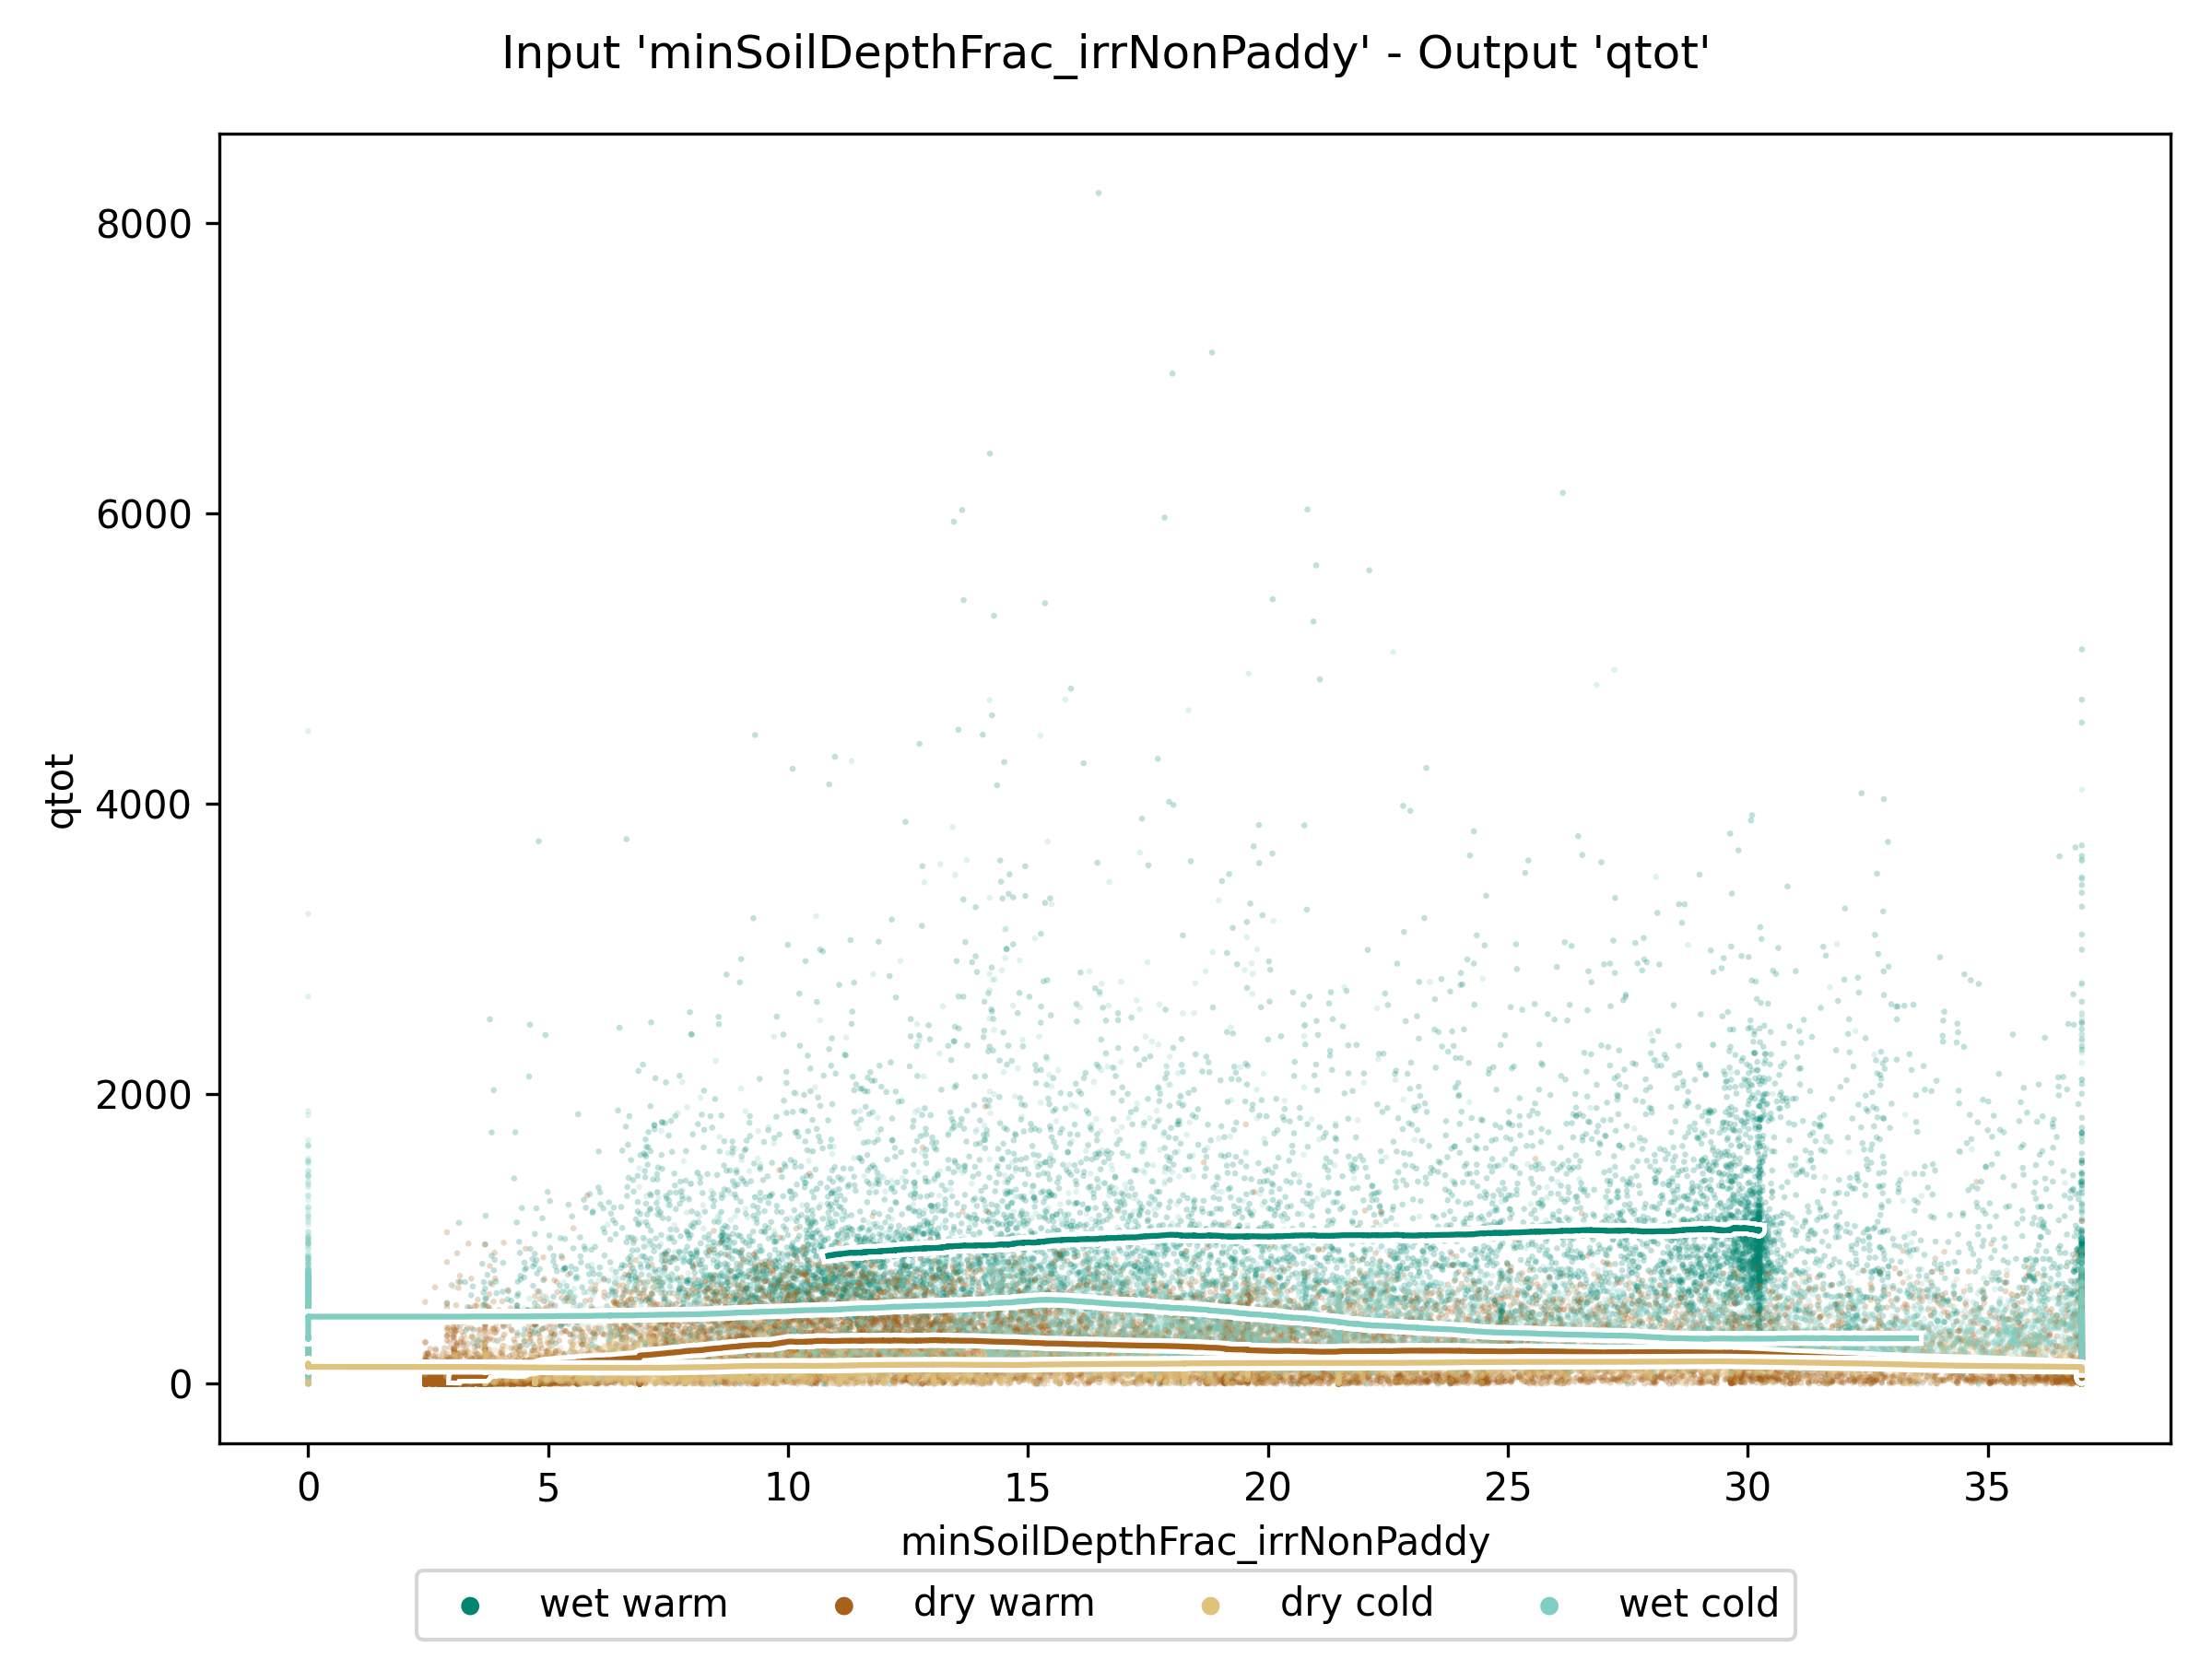 Input 'minSoilDepthFrac_irrNonPaddy' - Output 'qtot'
8000
6000
4000
2000
0
qtot
0 5 10 15 20 25 30 35
minSoilDepthFrac_irrNonPaddy
wet warm dry warm dry cold wet cold